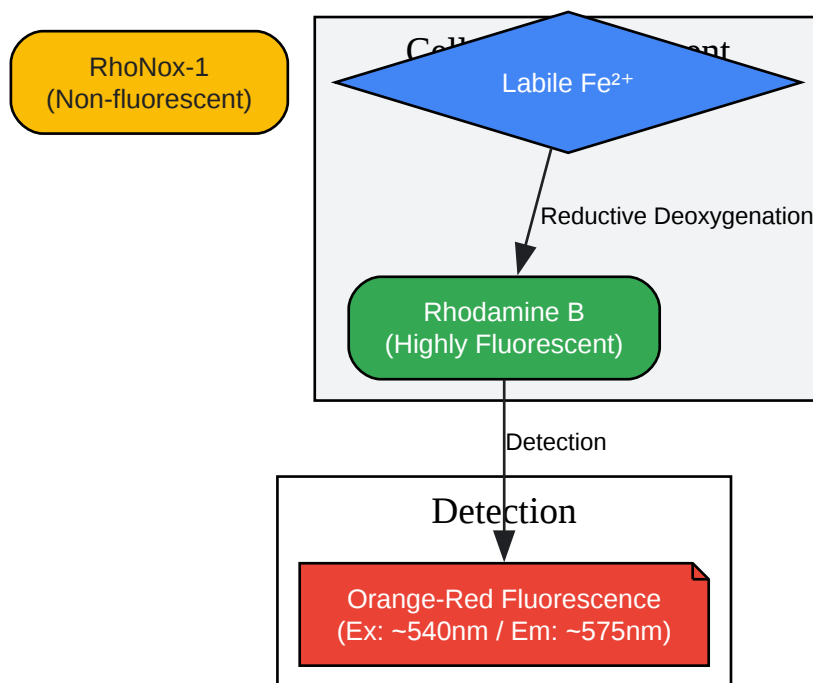 RhoNox-1
(Non-fluorescent)
Labile Fe²⁺
Reductive Deoxygenation
Rhodamine B
(Highly Fluorescent)
Detection
Detection
Orange-Red Fluorescence
(Ex: ~540nm / Em: ~575nm)